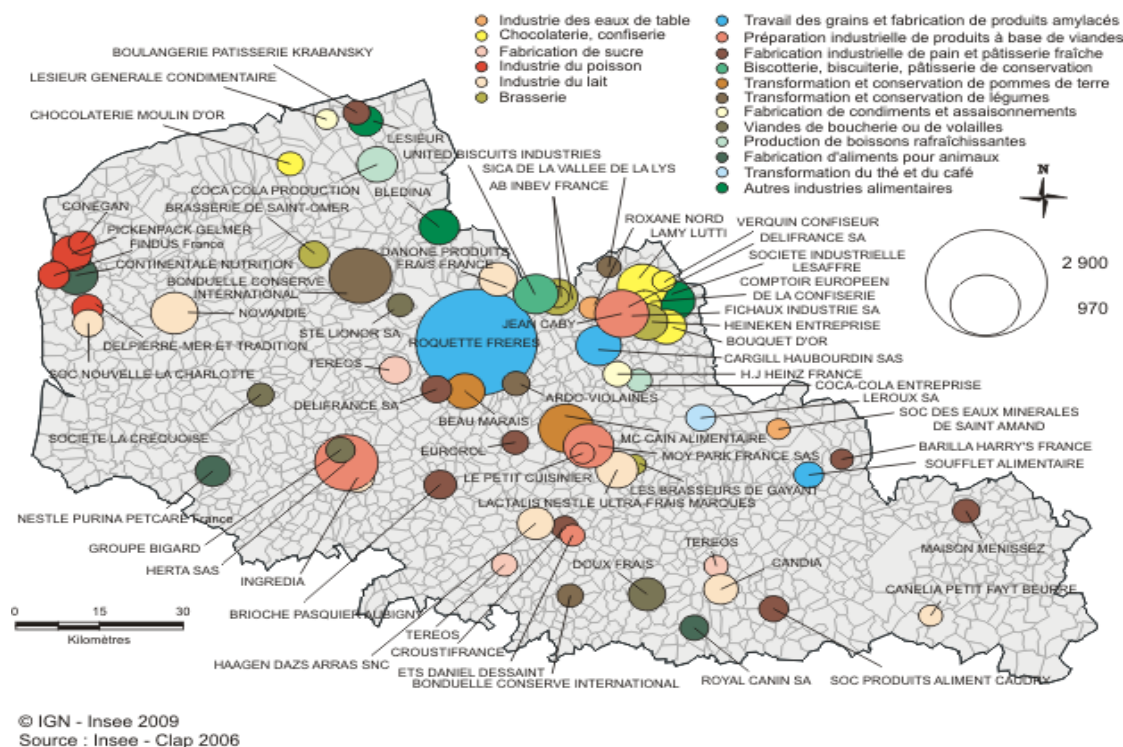 Industrie des eaux de table
Chocolaterie, confiserie
Fabrication de sucre
Industrie du poisson
Industrie du lait
Brasserie
Travail des grains et fabrication de produits amylacés
Préparation industrielle de produits à base de viandes
Fabrication industrielle de pain et pâtisserie fraîche
Biscotterie, biscuiterie, pâtisserie de conservation
Transformation et conservation de pommes de terre
Transformation et conservation de légumes
Fabrication de condiments et assaisonnements
Viandes de boucherie ou de volailles
Production de boissons rafraîchissantes
Fabrication d'aliments pour animaux
Transformation du thé et du café
Autres industries alimentaires
N
2 900
970
BOULANGERIE PATISSERIE KRABANSKY
LESIEUR GENERALE CONDIMENTAIRE
CHOCOLATERIE MOULIN D'OR
LESIEUR
UNITED BISCUITS INDUSTRIES
SICA DE LA VALLEE DE LA LYS
COCA COLA PRODUCTION
AB INBEV FRANCE
BLEDINA
CONEGAN
BRASSERIE DE SAINT-OMER
ROXANE NORD
VERQUIN CONFISEUR
PICKENPACK GELMER
LAMY LUTTI
DELIFRANCE SA
FINDUS France
DANONE PRODUITS
FRAIS FRANCE
SOCIETE INDUSTRIELLE
LESAFFRE
CONTINENTALE NUTRITION
COMPTOIR EUROPEEN
DE LA CONFISERIE
BONDUELLE CONSERVE
INTERNATIONAL
NOVANDIE
JEAN CABY
FICHAUX INDUSTRIE SA
STE LIONOR SA
HEINEKEN ENTREPRISE
DELPIERRE-MER ET TRADITION
ROQUETTE FRERES
BOUQUET D'OR
CARGILL HAUBOURDIN SAS
TEREOS
SOC NOUVELLE LA CHARLOTTE
H.J HEINZ FRANCE
COCA-COLA ENTREPRISE
DELIFRANCE SA
ARDO-VIOLAINES
LEROUX SA
BEAU MARAIS
SOC DES EAUX MINERALES
DE SAINT AMAND
SOCIETE LA CRÉQUOISE
MC CAIN ALIMENTAIRE
EUROROL
MOY PARK FRANCE SAS
BARILLA HARRY'S FRANCE
SOUFFLET ALIMENTAIRE
LE PETIT CUISINIER
LES BRASSEURS DE GAYANT
LACTALIS NESTLE ULTRA-FRAIS MARQUES
NESTLE PURINA PETCARE France
GROUPE BIGARD
HERTA SAS
INGREDIA
TEREOS
MAISON MENISSEZ
DOUX FRAIS
CANDIA
CANELIA PETIT FAYT BEURRE
BRIOCHE PASQUIER AUBIGNY
TEREOS
CROUSTIFRANCE
HAAGEN DAZS ARRAS SNC
ETS DANIEL DESSAINT
BONDUELLE CONSERVE INTERNATIONAL
ROYAL CANIN SA
SOC PRODUITS ALIMENT CAUDRY
0 15 30
Kilomètres
© IGN - Insee 2009
Source : Insee - Clap 2006